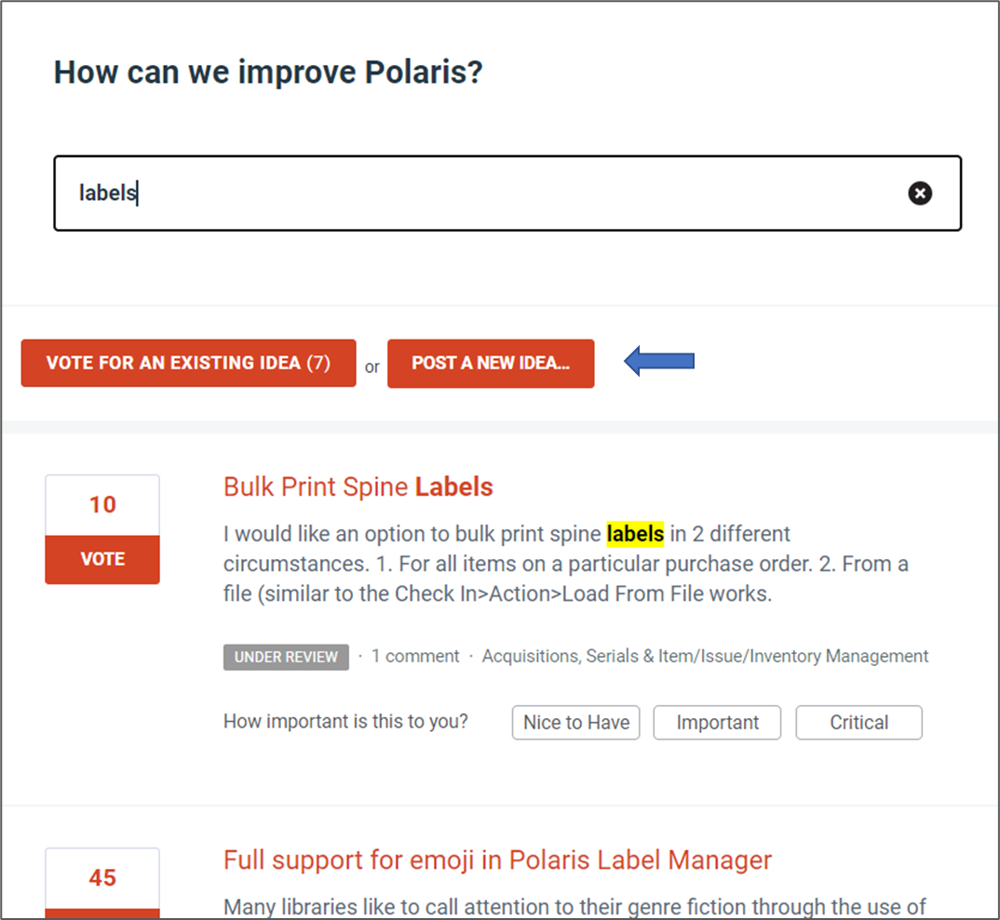 How can we improve Polaris?
labels
VOTE FOR AN EXISTING IDEA (7) or POST A NEW IDEA...
10
VOTE
Bulk Print Spine Labels
I would like an option to bulk print spine labels in 2 different
circumstances. 1. For all items on a particular purchase order. 2. From a
file (similar to the Check In>Action>Load From File works.
UNDER REVIEW · 1 comment · Acquisitions, Serials & Item/Issue/Inventory Management
How important is this to you? Nice to Have Important Critical
45
Full support for emoji in Polaris Label Manager
Many libraries like to call attention to their genre fiction through the use of